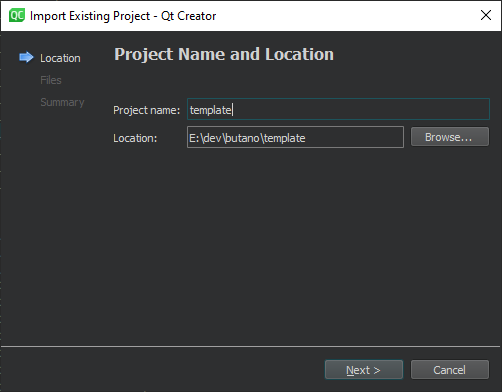 QC Import Existing Project - Qt Creator
Location
Files
Summary
Project Name and Location
Project name: template
Location: E:\dev\butano\template Browse...
Next > Cancel